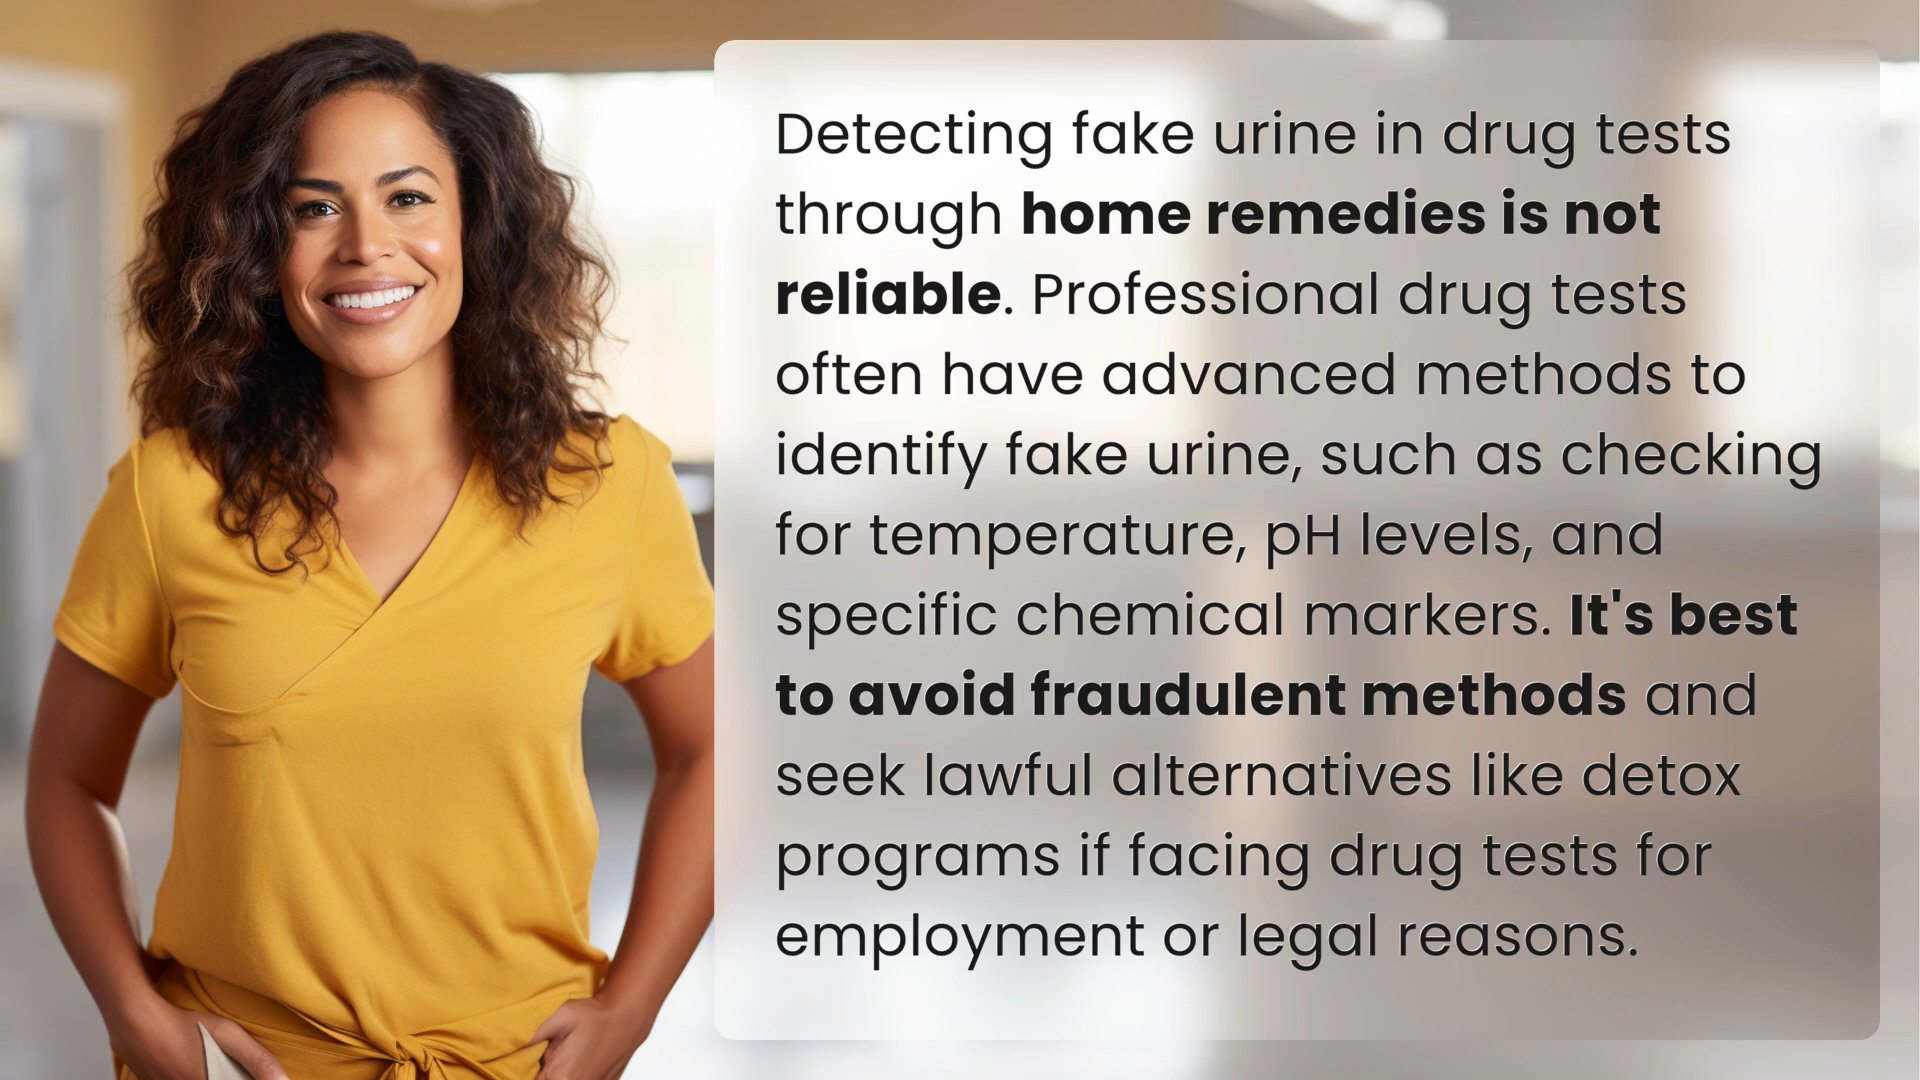 Detecting fake urine in drug tests
through home remedies is not
reliable. Professional drug tests
often have advanced methods to
identify fake urine, such as checking
for temperature, pH levels, and
specific chemical markers. It's best
to avoid fraudulent methods and
seek lawful alternatives like detox
programs if facing drug tests for
employment or legal reasons.